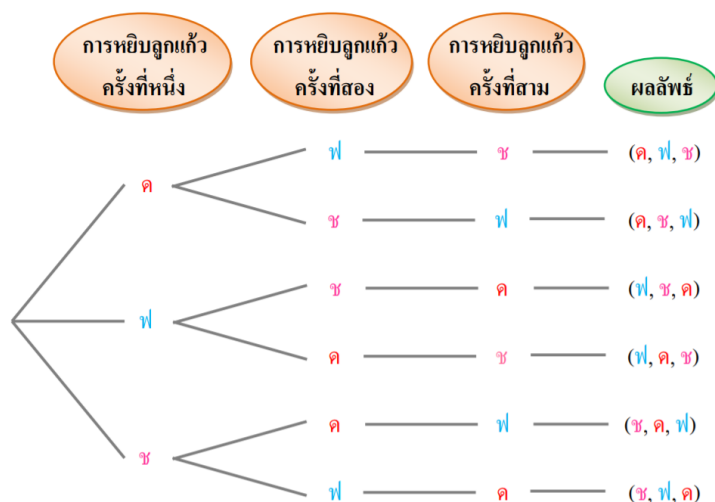 การหยิบลูกแก้ว
ครั้งที่หนึ่ง
การหยิบลูกแก้ว
ครั้งที่สอง
การหยิบลูกแก้ว
ครั้งที่สาม
ผลลัพธ์
ฟ ช (ด, ฟ, ช)
ด
ช ฟ (ด, ช, ฟ)
ช ด (ฟ, ช, ด)
ฟ
ด ช (ฟ, ด, ช)
ด ฟ (ช, ด, ฟ)
ช
ฟ ด (ช, ฟ, ด)